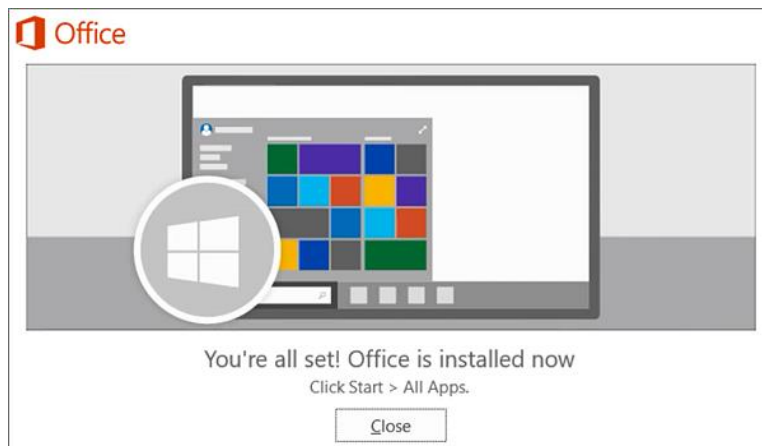 Office
You're all set! Office is installed now
Click Start > All Apps.
Close